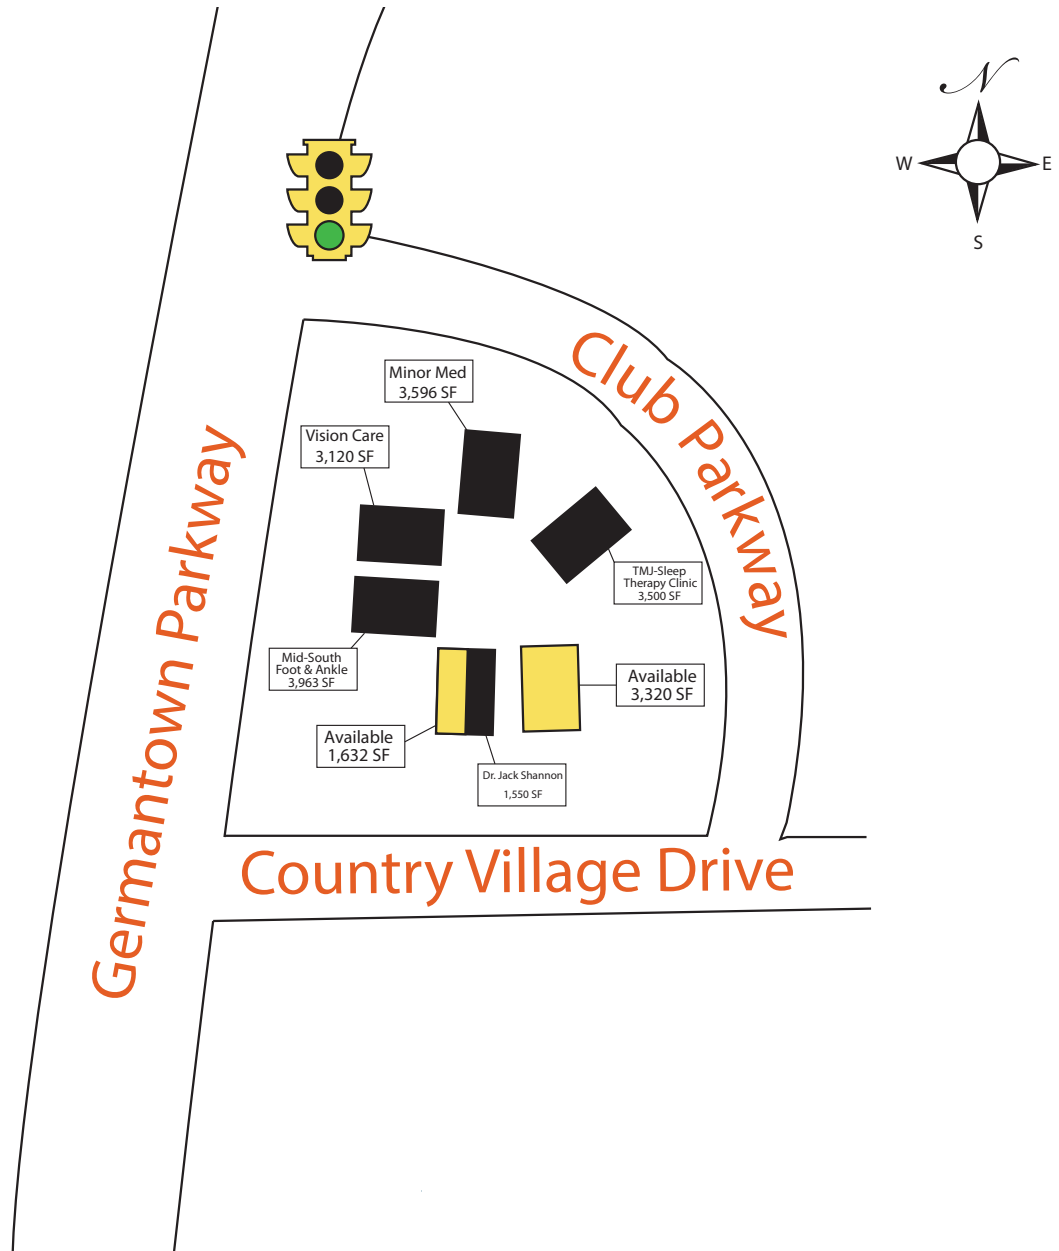 N
W
E
S
Club Parkway
Minor Med
3,596 SF
Vision Care
3,120 SF
Germantown Parkway
TMJ-Sleep
Therapy Clinic
3,500 SF
Mid-South
Foot & Ankle
3,963 SF
Available
3,320 SF
Available
1,632 SF
Dr. Jack Shannon
1,550 SF
Country Village Drive